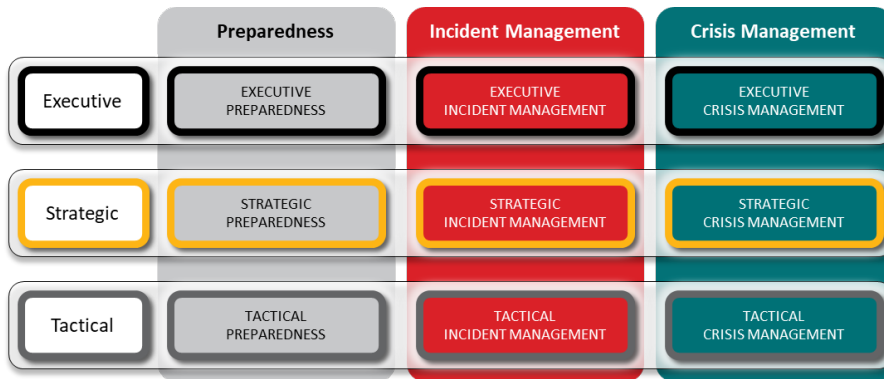 Preparedness
Incident Management
Crisis Management
Executive
EXECUTIVE
PREPAREDNESS
EXECUTIVE
INCIDENT MANAGEMENT
EXECUTIVE
CRISIS MANAGEMENT
Strategic
STRATEGIC
PREPAREDNESS
STRATEGIC
INCIDENT MANAGEMENT
STRATEGIC
CRISIS MANAGEMENT
Tactical
TACTICAL
PREPAREDNESS
TACTICAL
INCIDENT MANAGEMENT
TACTICAL
CRISIS MANAGEMENT